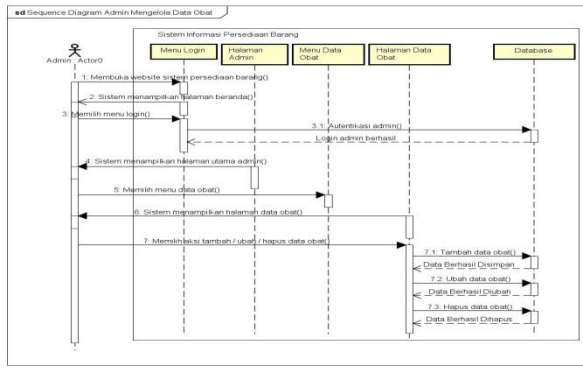 sd Sequence Diagram Admin Mengelola Data Obat
Sistem Informasi Persediaan Barang
Admin : Actor0
Menu Login
Halaman
Admin
Menu Data
Obat
Halaman Data
Obat
Database
1: Membuka website sistem persediaan barang()
2: Sistem menampilkan halaman beranda()
3: Memilih menu login()
3.1: Autentikasi admin()
Login admin berhasil
4: Sistem menampilkan halaman utama admin()
5: Memilih menu data obat()
6: Sistem menampilkan halaman data obat()
7: Memilih aksi tambah / ubah / hapus data obat()
7.1: Tambah data obat()
Data Berhasil Disimpan
7.2: Ubah data obat()
Data Berhasil Diubah
7.3: Hapus data obat()
Data Berhasil Dihapus